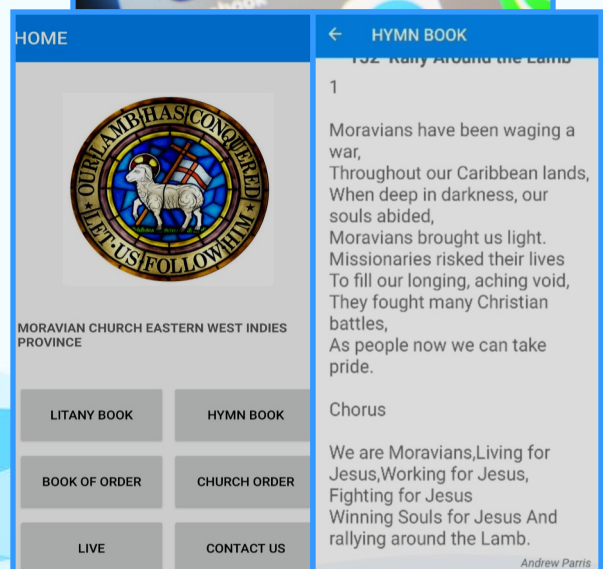 HOME
OUR LAMB HAS CONQUERED
LET·US FOLLOW HIM
MORAVIAN CHURCH EASTERN WEST INDIES
PROVINCE
LITANY BOOK
HYMN BOOK
BOOK OF ORDER
CHURCH ORDER
LIVE
CONTACT US
HYMN BOOK
132 Rally Around the Lamb
1
Moravians have been waging a
war,
Throughout our Caribbean lands,
When deep in darkness, our
souls abided,
Moravians brought us light.
Missionaries risked their lives
To fill our longing, aching void,
They fought many Christian
battles,
As people now we can take
pride.
Chorus
We are Moravians,Living for
Jesus,Working for Jesus,
Fighting for Jesus
Winning Souls for Jesus And
rallying around the Lamb.
Andrew Parris